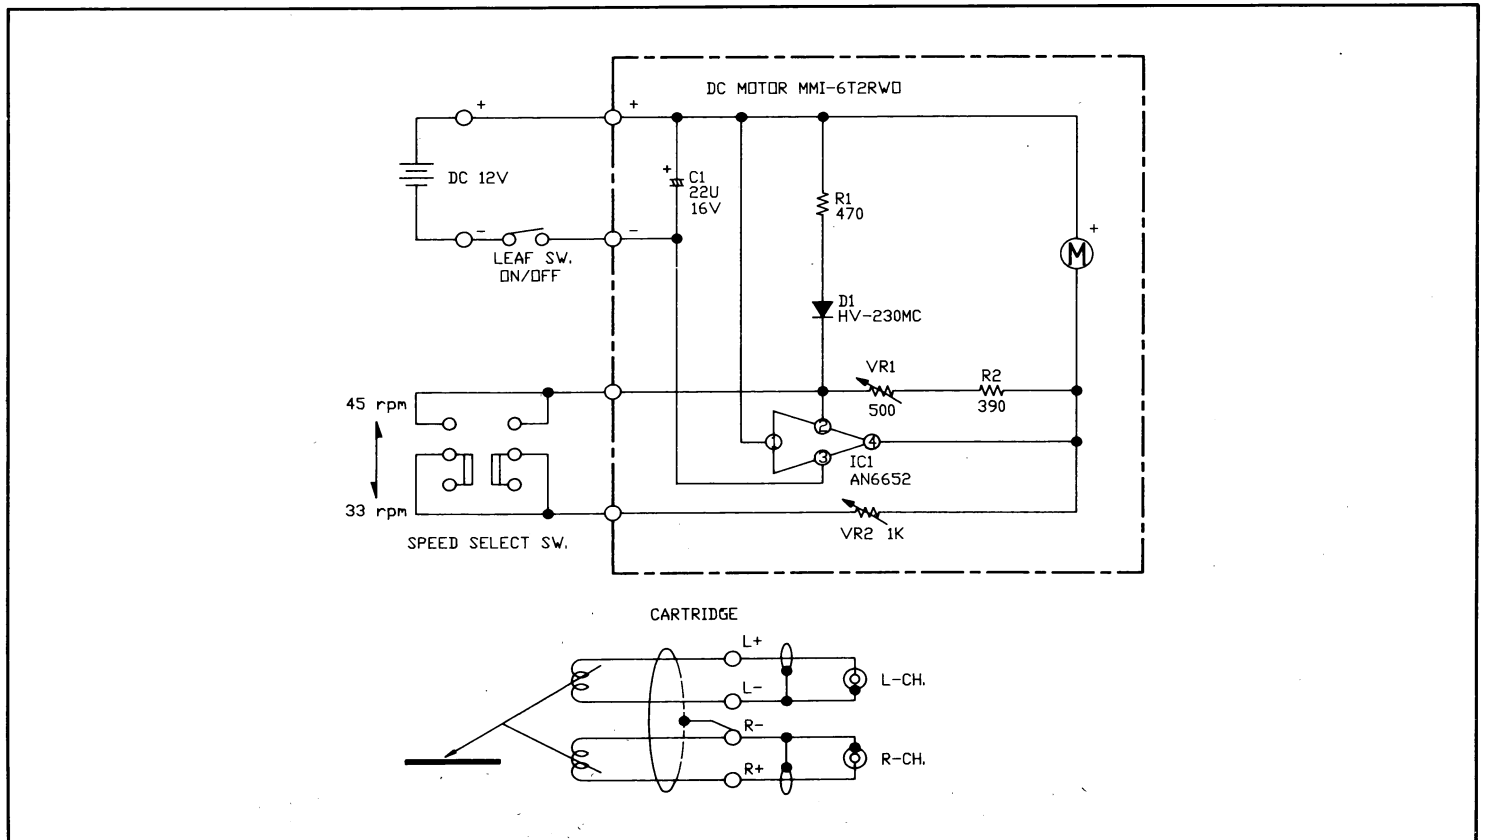 DC MOTOR MMI-6T2RWO
+
+
DC 12V
+
C1
22U
16V
R1
470
+
M
-
-
LEAF SW.
ON/OFF
D1
HV-230MC
VR1
500
R2
390
45 rpm
33 rpm
1
2
3
4
IC1
AN6652
VR2 1K
SPEED SELECT SW.
CARTRIDGE
L+
L-
R-
R+
L-CH.
R-CH.